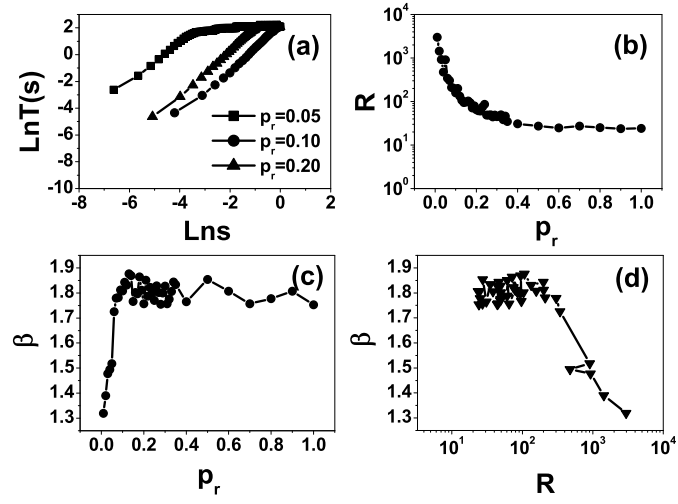 (a)
LnT(s)
2
0
-2
-4
-6
-8
-10
p_r=0.05
p_r=0.10
p_r=0.20
-8 -6 -4 -2 0
Lns
(b)
R
10^4
10^3
10^2
10^1
10^0
0.0 0.2 0.4 0.6 0.8 1.0
p_r
(c)
β
1.9
1.8
1.7
1.6
1.5
1.4
1.3
0.0 0.2 0.4 0.6 0.8 1.0
p_r
(d)
β
1.9
1.8
1.7
1.6
1.5
1.4
1.3
10^1 10^2 10^3 10^4
R